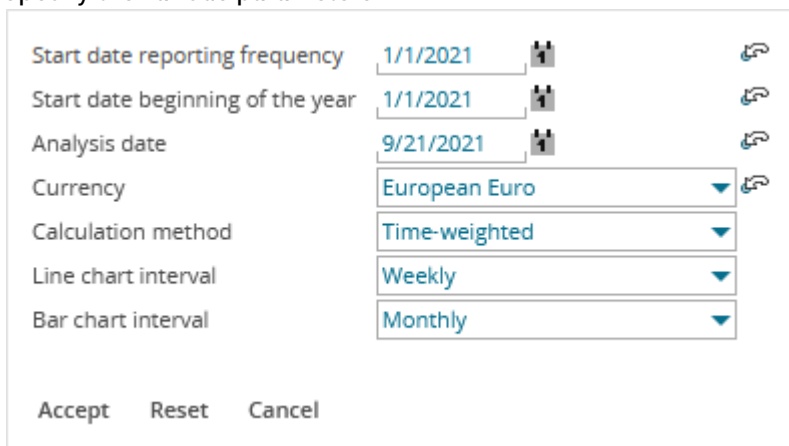 Start date reporting frequency 1/1/2021
Start date beginning of the year 1/1/2021
Analysis date 9/21/2021
Currency European Euro
Calculation method Time-weighted
Line chart interval Weekly
Bar chart interval Monthly
Accept Reset Cancel